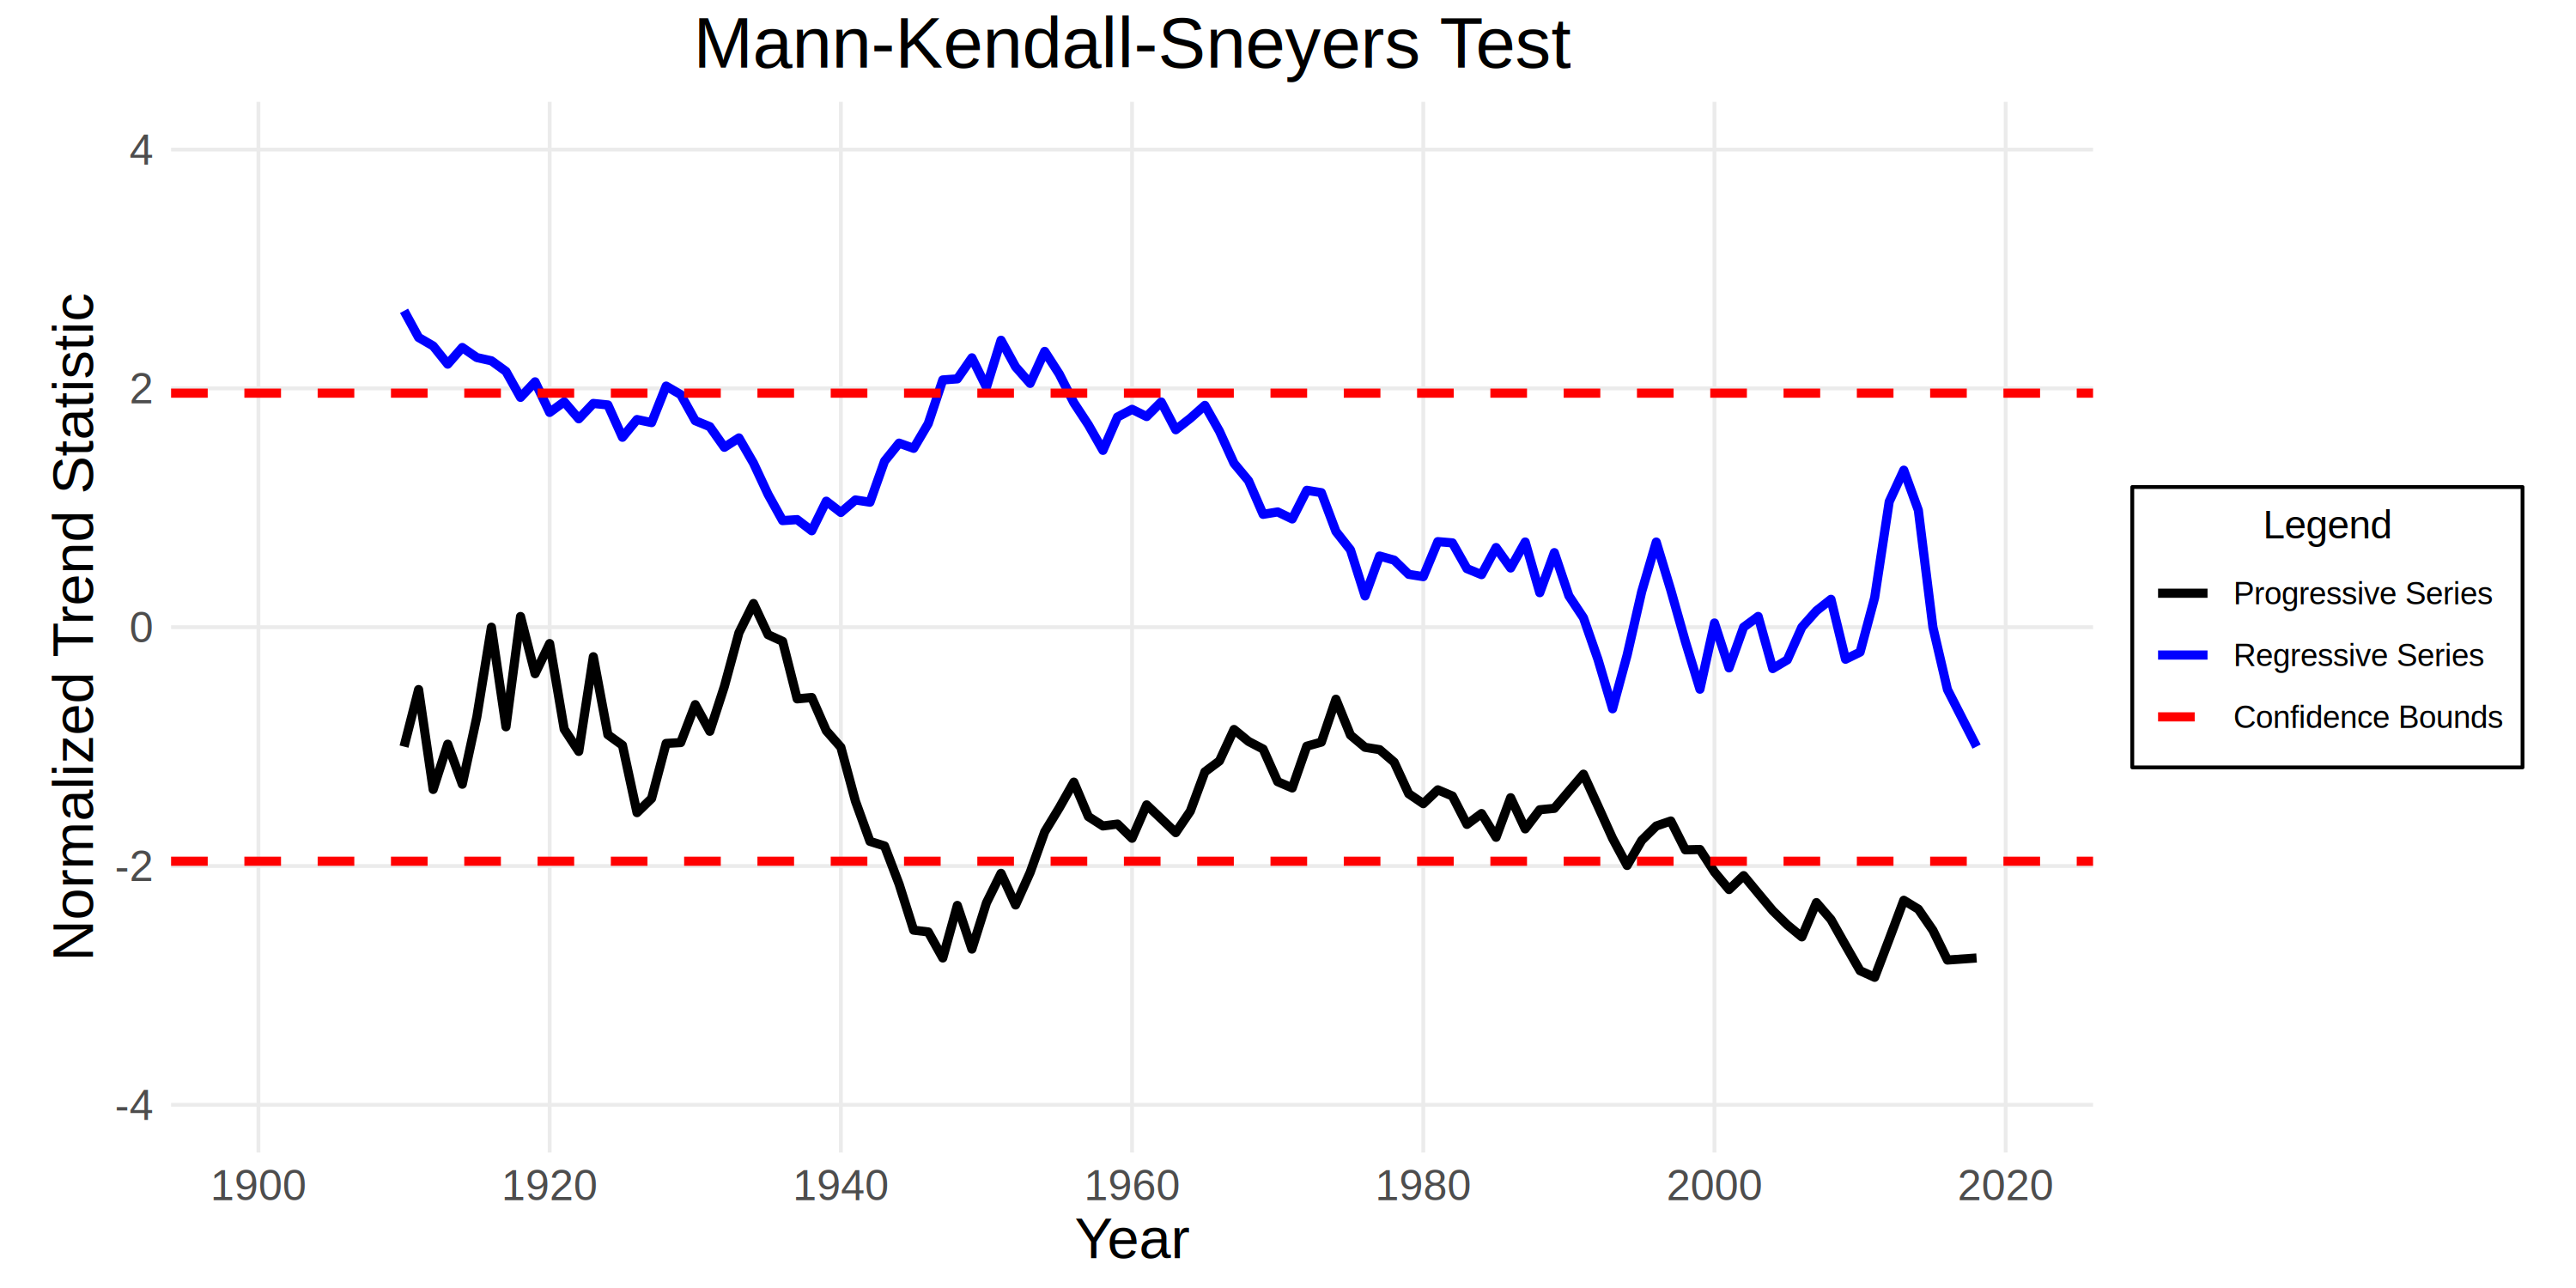 Mann-Kendall-Sneyers Test
Normalized Trend Statistic
4
2
0
-2
-4
1900 1920 1940 1960 1980 2000 2020
Year
Legend
Progressive Series
Regressive Series
Confidence Bounds